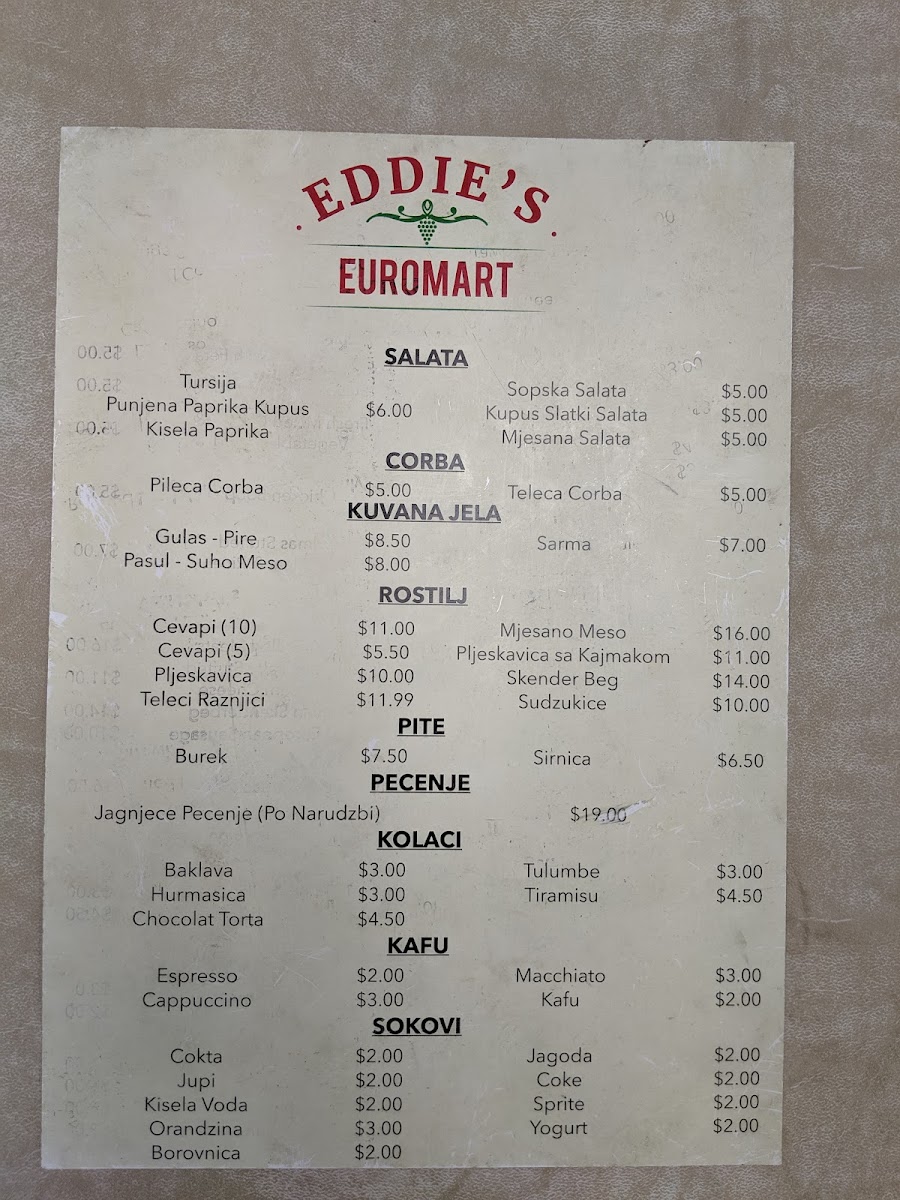 EDDIE'S
EUROMART
SALATA
Tursija
Punjena Paprika Kupus $6.00
Kisela Paprika
Sopska Salata $5.00
Kupus Slatki Salata $5.00
Mjesana Salata $5.00
CORBA
Pileca Corba $5.00
Teleca Corba $5.00
KUVANA JELA
Gulas - Pire $8.50
Pasul - Suho Meso $8.00
Sarma $7.00
ROSTILJ
Cevapi (10) $11.00
Cevapi (5) $5.50
Pljeskavica $10.00
Teleci Raznjici $11.99
Mjesano Meso $16.00
Pljeskavica sa Kajmakom $11.00
Skender Beg $14.00
Sudzukice $10.00
PITE
Burek $7.50
Sirnica $6.50
PECENJE
Jagnjece Pecenje (Po Narudzbi) $19.00
KOLACI
Baklava $3.00
Hurmasica $3.00
Chocolat Torta $4.50
Tulumbe $3.00
Tiramisu $4.50
KAFU
Espresso $2.00
Cappuccino $3.00
Macchiato $3.00
Kafu $2.00
SOKOVI
Cokta $2.00
Jupi $2.00
Kisela Voda $2.00
Orandzina $3.00
Borovnica $2.00
Jagoda $2.00
Coke $2.00
Sprite $2.00
Yogurt $2.00